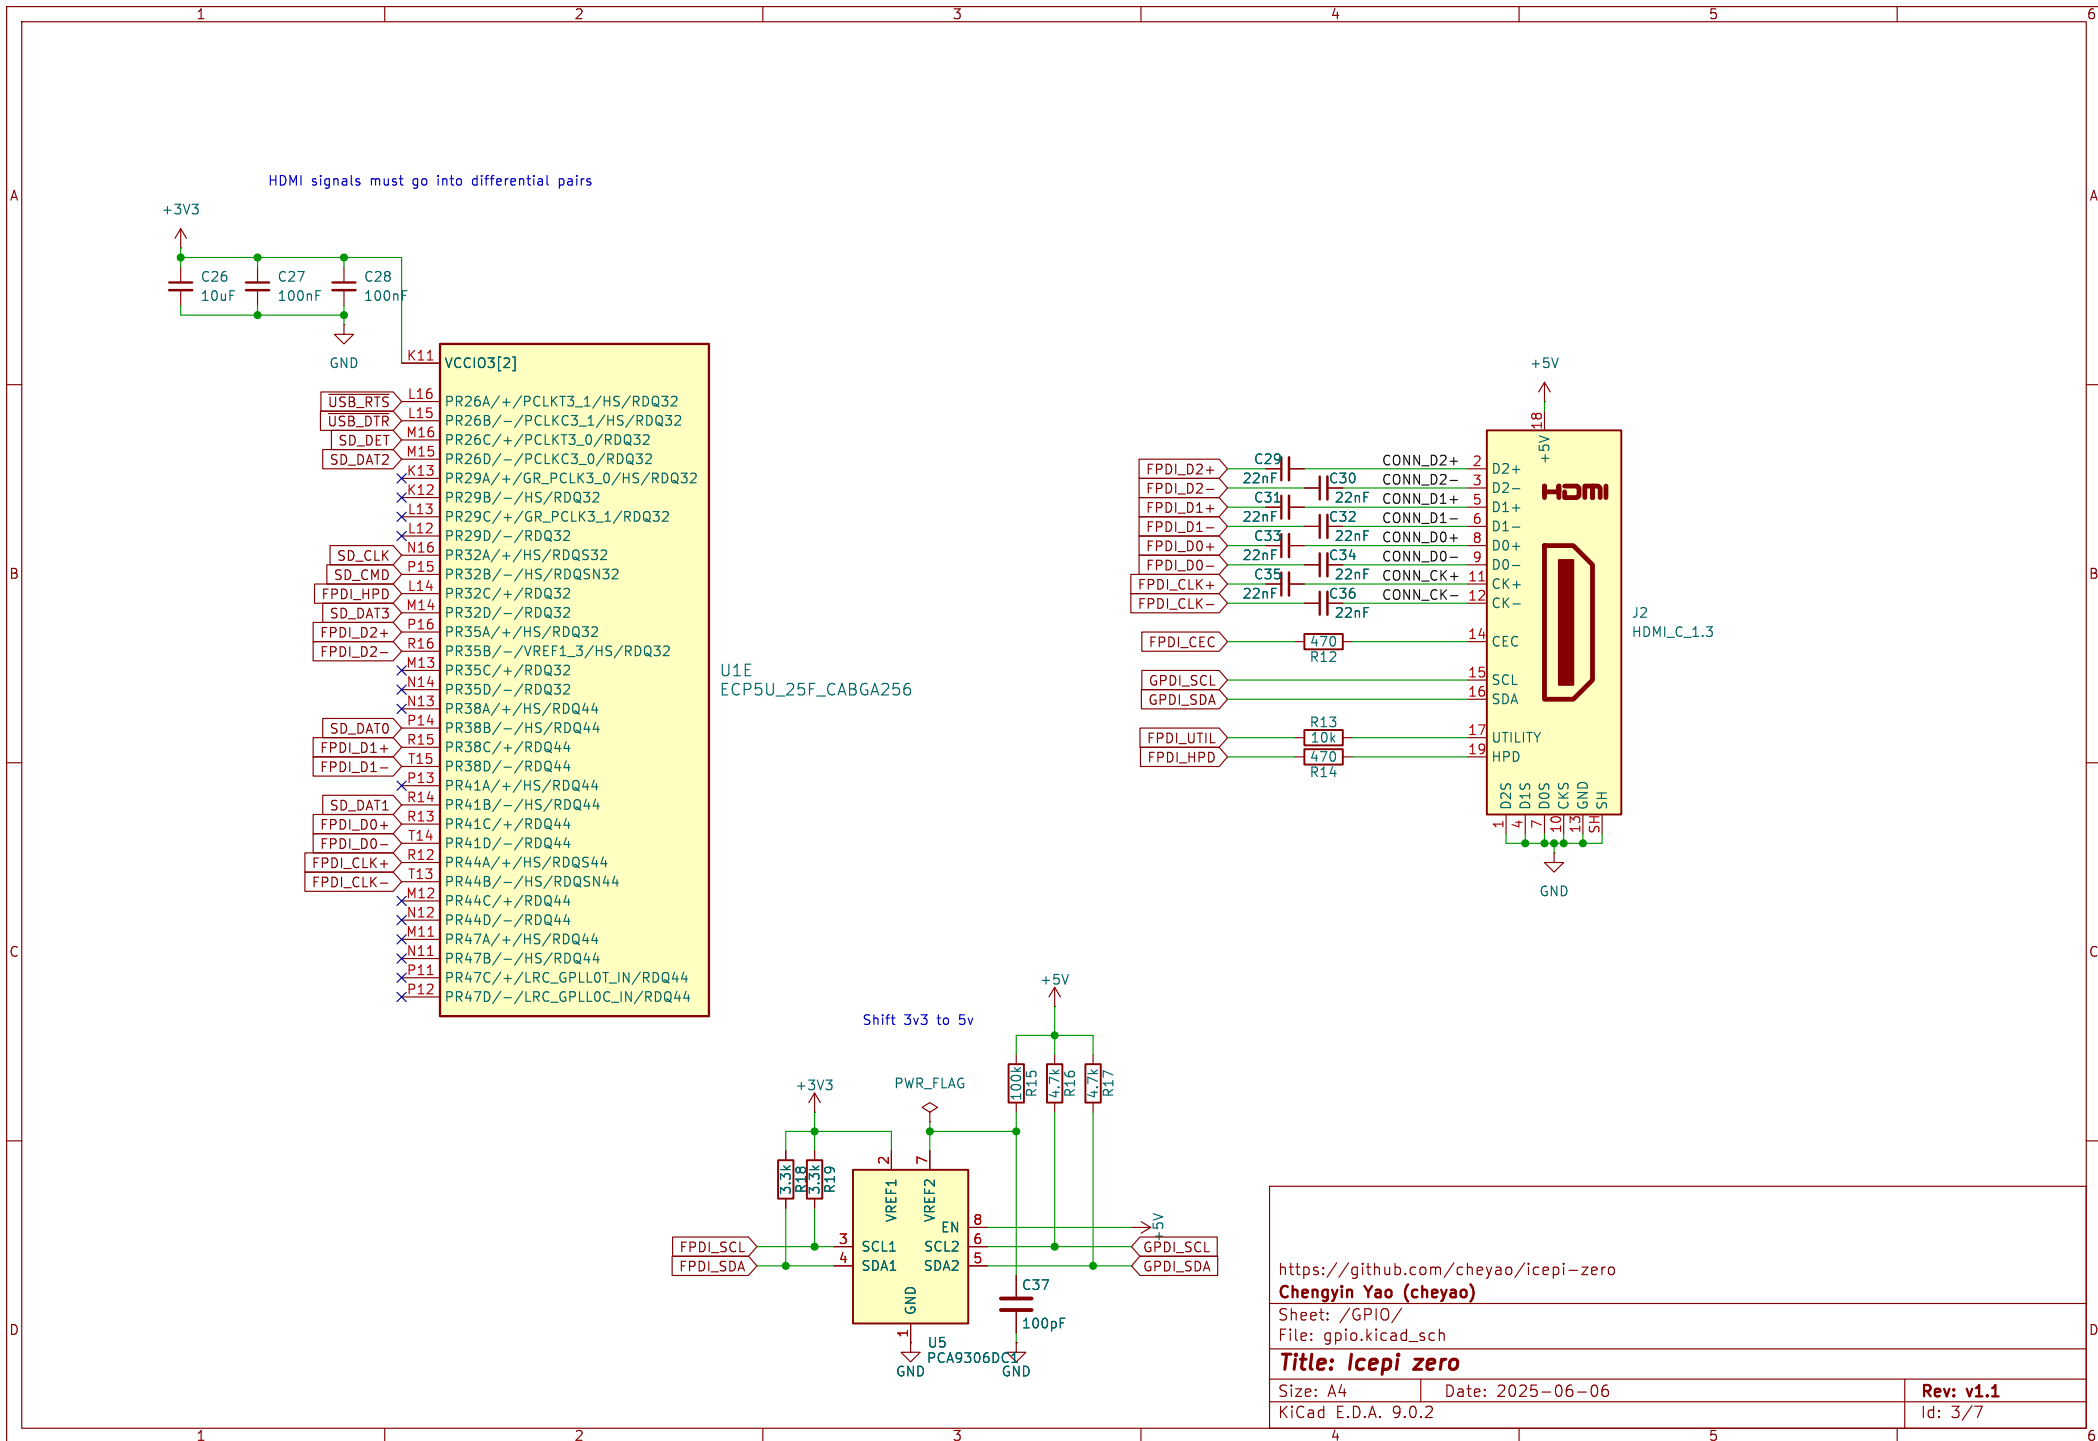 1 2 3 4 5 6
A
B
C
D
A
B
C
D
HDMI signals must go into differential pairs
+3V3
C26
10uF
C27
100nF
C28
100nF
GND
K11 VCCIO3[2]
USB_RTS L16 PR26A/+/PCLKT3_1/HS/RDQ32
USB_DTR L15 PR26B/-/PCLKC3_1/HS/RDQ32
SD_DET M16 PR26C/+/PCLKT3_0/RDQ32
SD_DAT2 M15 PR26D/-/PCLKC3_0/RDQ32
K13 PR29A/+/GR_PCLK3_0/HS/RDQ32
K12 PR29B/-/HS/RDQ32
L13 PR29C/+/GR_PCLK3_1/RDQ32
L12 PR29D/-/RDQ32
SD_CLK N16 PR32A/+/HS/RDQS32
SD_CMD P15 PR32B/-/HS/RDQSN32
FPDI_HPD L14 PR32C/+/RDQ32
SD_DAT3 M14 PR32D/-/RDQ32
FPDI_D2+ P16 PR35A/+/HS/RDQ32
FPDI_D2- R16 PR35B/-/VREF1_3/HS/RDQ32
M13 PR35C/+/RDQ32
N14 PR35D/-/RDQ32
N13 PR38A/+/HS/RDQ44
SD_DAT0 P14 PR38B/-/HS/RDQ44
FPDI_D1+ R15 PR38C/+/RDQ44
FPDI_D1- T15 PR38D/-/RDQ44
P13 PR41A/+/HS/RDQ44
SD_DAT1 R14 PR41B/-/HS/RDQ44
FPDI_D0+ R13 PR41C/+/RDQ44
FPDI_D0- T14 PR41D/-/RDQ44
FPDI_CLK+ R12 PR44A/+/HS/RDQS44
FPDI_CLK- T13 PR44B/-/HS/RDQSN44
M12 PR44C/+/RDQ44
N12 PR44D/-/RDQ44
M11 PR47A/+/HS/RDQ44
N11 PR47B/-/HS/RDQ44
P11 PR47C/+/LRC_GPLL0T_IN/RDQ44
P12 PR47D/-/LRC_GPLL0C_IN/RDQ44
U1E
ECP5U_25F_CABGA256
+5V
18
+5V
HDMI
FPDI_D2+ C29 22nF CONN_D2+ 2 D2+
FPDI_D2- C30 22nF CONN_D2- 3 D2-
FPDI_D1+ C31 22nF CONN_D1+ 5 D1+
FPDI_D1- C32 22nF CONN_D1- 6 D1-
FPDI_D0+ C33 22nF CONN_D0+ 8 D0+
FPDI_D0- C34 22nF CONN_D0- 9 D0-
FPDI_CLK+ C35 22nF CONN_CK+ 11 CK+
FPDI_CLK- C36 22nF CONN_CK- 12 CK-
FPDI_CEC 470 R12 14 CEC
GPDI_SCL 15 SCL
GPDI_SDA 16 SDA
FPDI_UTIL R13 10k 17 UTILITY
FPDI_HPD 470 R14 19 HPD
J2
HDMI_C_1.3
D2S D1S D0S CKS GND SH
1 4 7 10 13 SH
GND
Shift 3v3 to 5v
+5V
100k R15
4.7k R16
4.7k R17
PWR_FLAG
+3V3
3.3k R18
3.3k R19
2 VREF1
7 VREF2
EN 8 +5V
FPDI_SCL 3 SCL1 SCL2 6 GPDI_SCL
FPDI_SDA 4 SDA1 SDA2 5 GPDI_SDA
GND
1
C37
100pF
U5
PCA9306DC1
GND
GND
https://github.com/cheyao/icepi-zero
Chengyin Yao (cheyao)
Sheet: /GPIO/
File: gpio.kicad_sch
Title: Icepi zero
Size: A4 Date: 2025-06-06 Rev: v1.1
KiCad E.D.A. 9.0.2 Id: 3/7
1 2 3 4 5 6